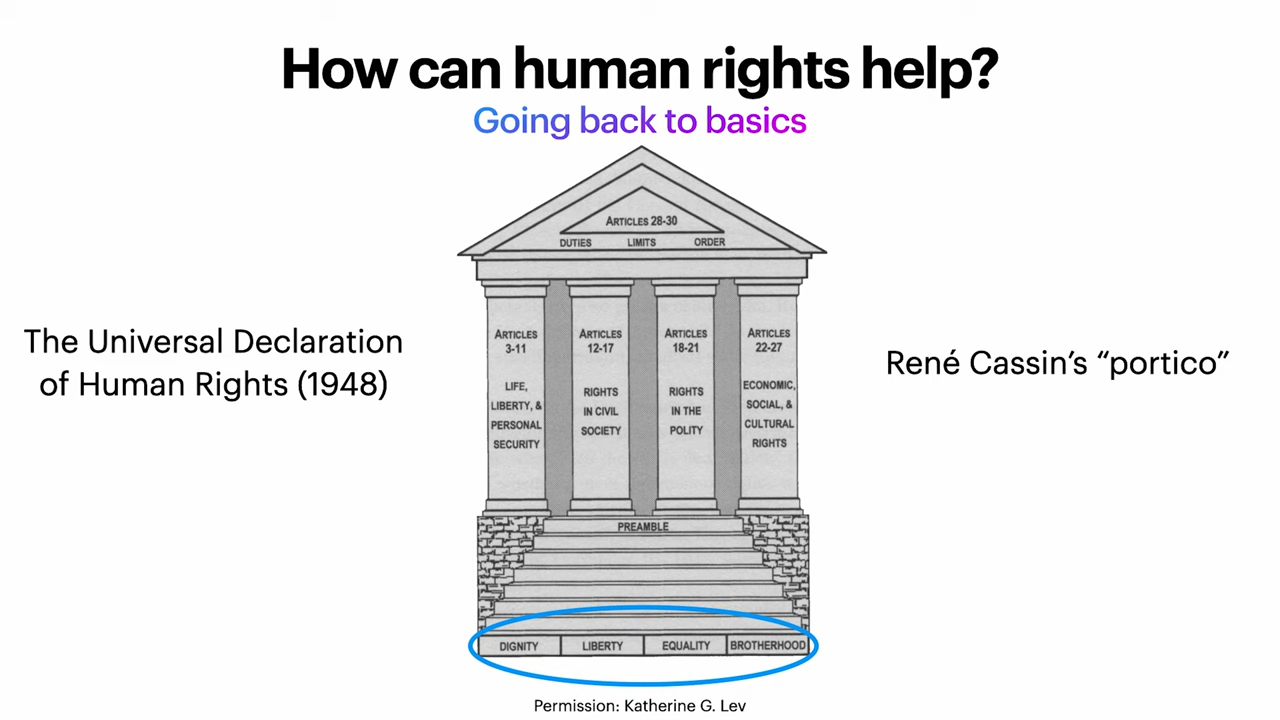 How can human rights help?
Going back to basics
ARTICLES 28-30
DUTIES LIMITS ORDER
ARTICLES
3-11
LIFE,
LIBERTY, &
PERSONAL
SECURITY
ARTICLES
12-17
RIGHTS
IN CIVIL
SOCIETY
ARTICLES
18-21
RIGHTS
IN THE
POLITY
ARTICLES
22-27
ECONOMIC,
SOCIAL, &
CULTURAL
RIGHTS
The Universal Declaration
of Human Rights (1948)
René Cassin’s “portico”
PREAMBLE
DIGNITY LIBERTY EQUALITY BROTHERHOOD
Permission: Katherine G. Lev